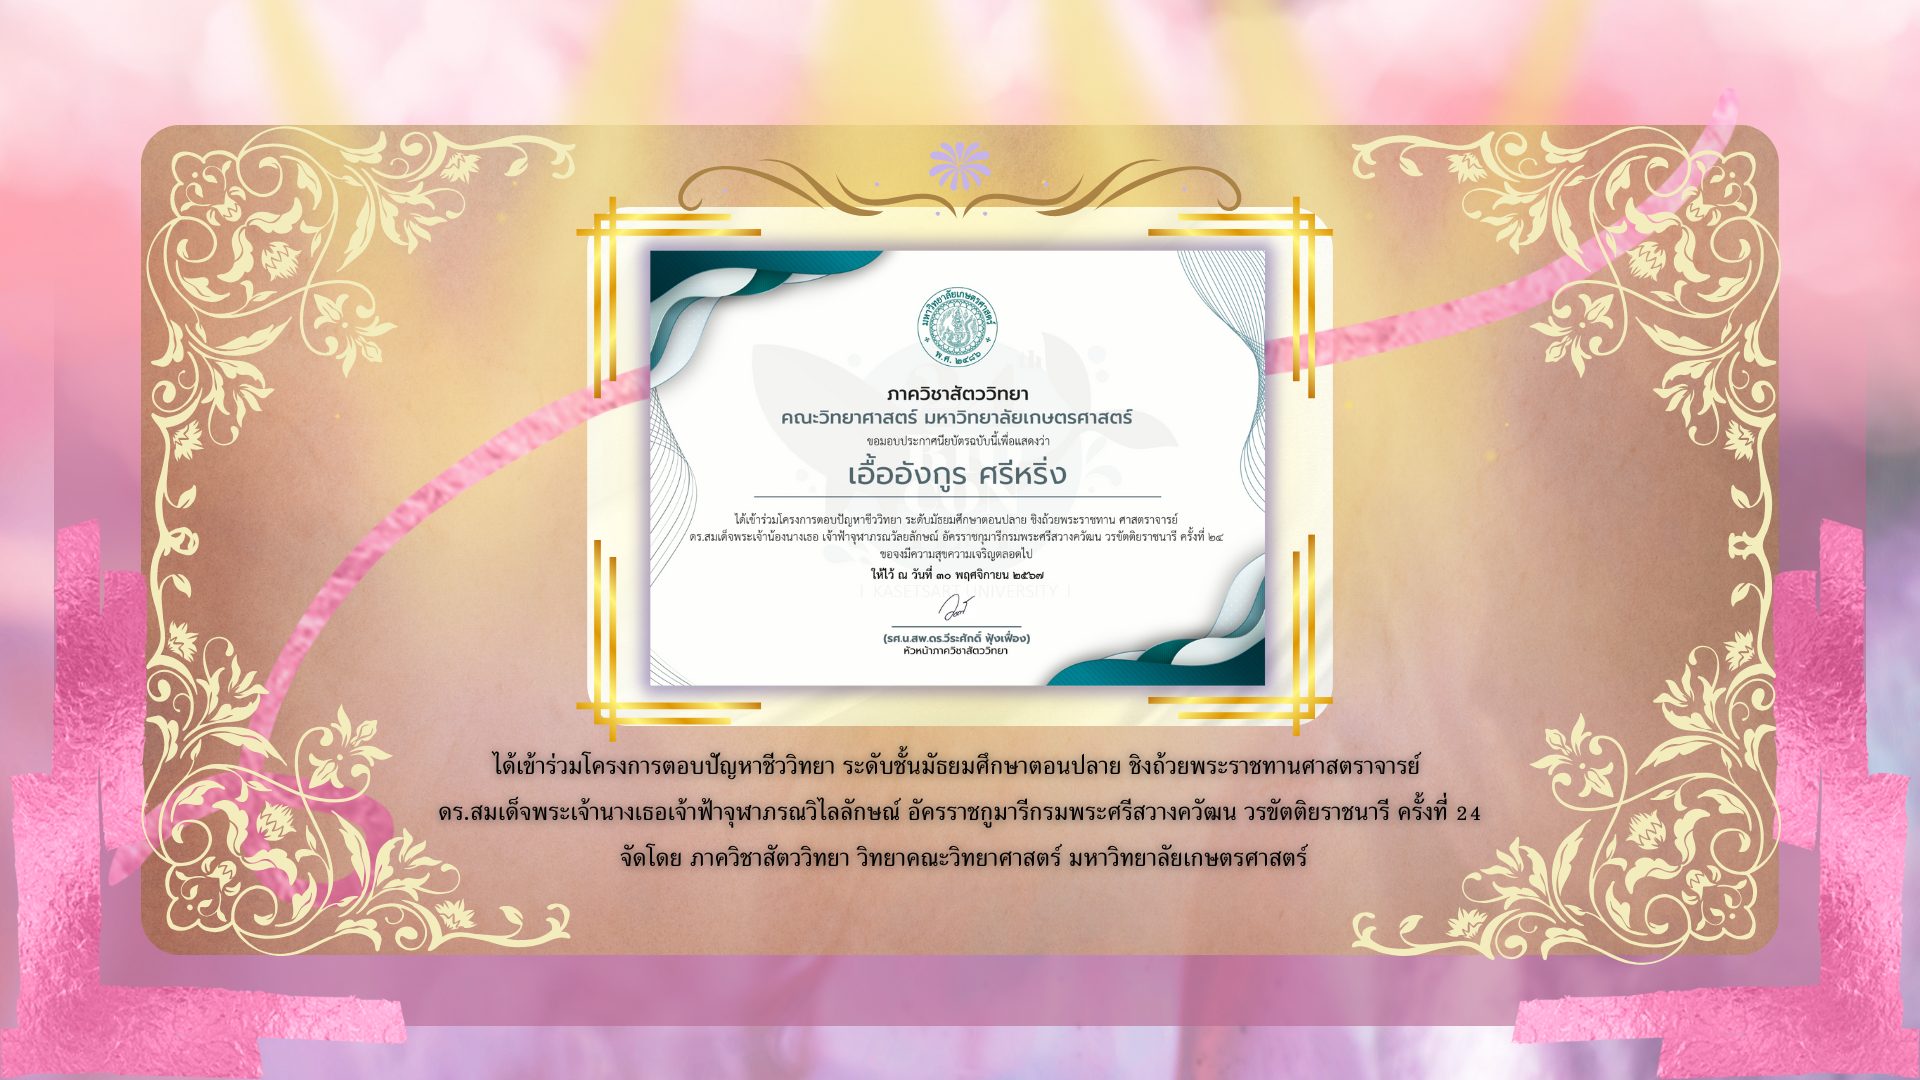 มหาวิทยาลัยเกษตรศาสตร์
พ.ศ. ๒๔๘๖
ภาควิชาสัตววิทยา
คณะวิทยาศาสตร์ มหาวิทยาลัยเกษตรศาสตร์
ขอมอบประกาศนียบัตรฉบับนี้เพื่อแสดงว่า
เอื้ออังกูร ศรีหริ่ง
ได้เข้าร่วมโครงการตอบปัญหาชีววิทยา ระดับมัธยมศึกษาตอนปลาย ชิงถ้วยพระราชทาน ศาสตราจารย์
ดร.สมเด็จพระเจ้าน้องนางเธอ เจ้าฟ้าจุฬาภรณวลัยลักษณ์ อัครราชกุมารีกรมพระศรีสวางควัฒน วรขัตติยราชนารี ครั้งที่ ๒๔
ขอจงมีความสุขความเจริญตลอดไป
ให้ไว้ ณ วันที่ ๓๐ พฤศจิกายน ๒๕๖๗
| KASETSART UNIVERSITY |
(รศ.น.สพ.ดร.วีระศักดิ์ ฟุ้งเฟื่อง)
หัวหน้าภาควิชาสัตววิทยา
ได้เข้าร่วมโครงการตอบปัญหาชีววิทยา ระดับชั้นมัธยมศึกษาตอนปลาย ชิงถ้วยพระราชทานศาสตราจารย์
ดร.สมเด็จพระเจ้านางเธอเจ้าฟ้าจุฬาภรณวิไลลักษณ์ อัครราชกูมารีกรมพระศรีสวางควัฒน วรขัตติยราชนารี ครั้งที่ 24
จัดโดย ภาควิชาสัตววิทยา วิทยาคณะวิทยาศาสตร์ มหาวิทยาลัยเกษตรศาสตร์